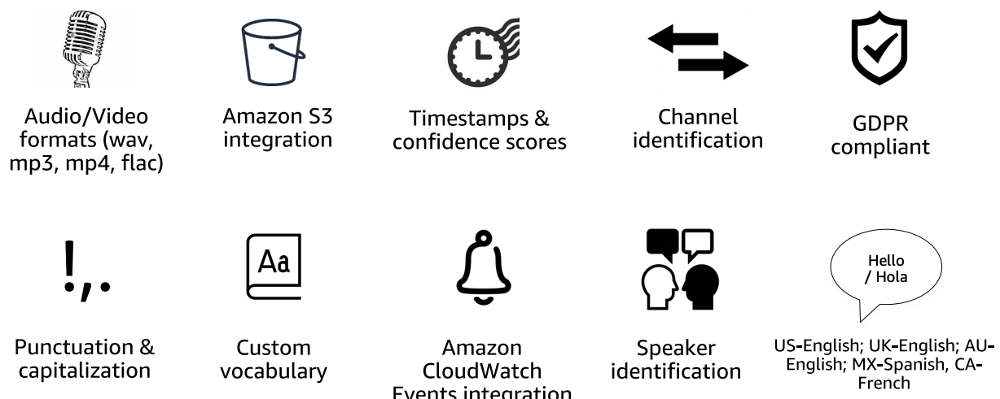 Audio/Video
formats (wav,
mp3, mp4, flac)
Amazon S3
integration
Timestamps &
confidence scores
Channel
identification
GDPR
compliant
!,.
Punctuation &
capitalization
Aa
Custom
vocabulary
Amazon
CloudWatch
Events integration
Speaker
identification
Hello
/ Hola
US-English; UK-English; AU-
English; MX-Spanish, CA-
French